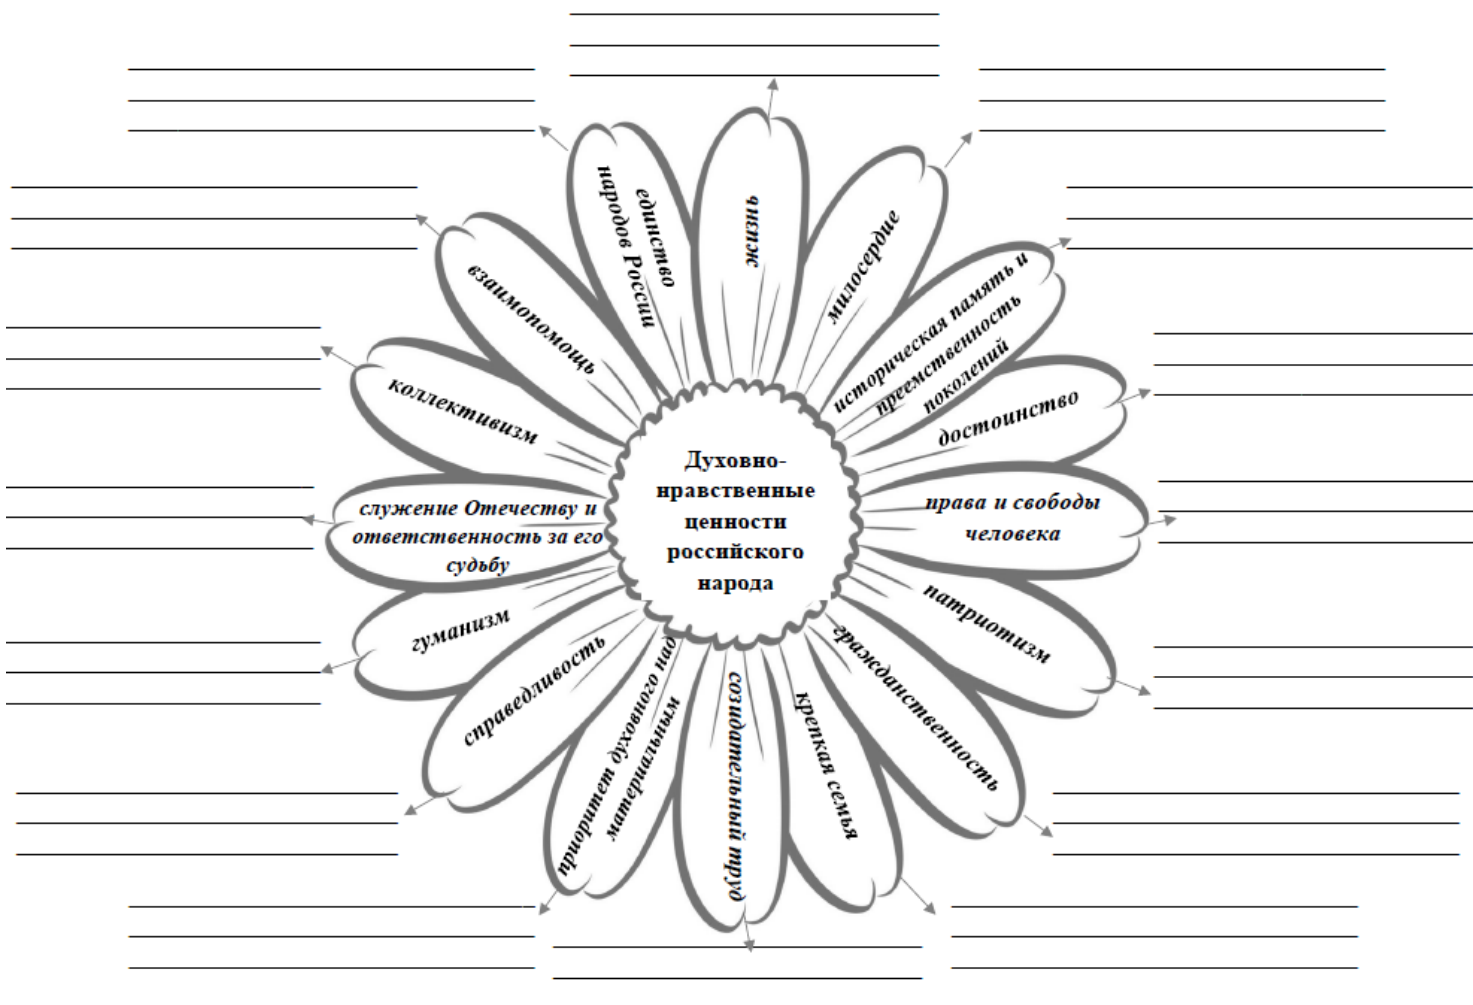 Духовно-
нравственные
ценности
российского
народа
жизнь
милосердие
историческая память и
преемственность
поколений
достоинство
права и свободы
человека
патриотизм
гражданственность
крепкая семья
созидательный труд
приоритет духовного над
материальным
справедливость
гуманизм
служение Отечеству и
ответственность за его
судьбу
коллективизм
взаимопомощь
единство
народов России